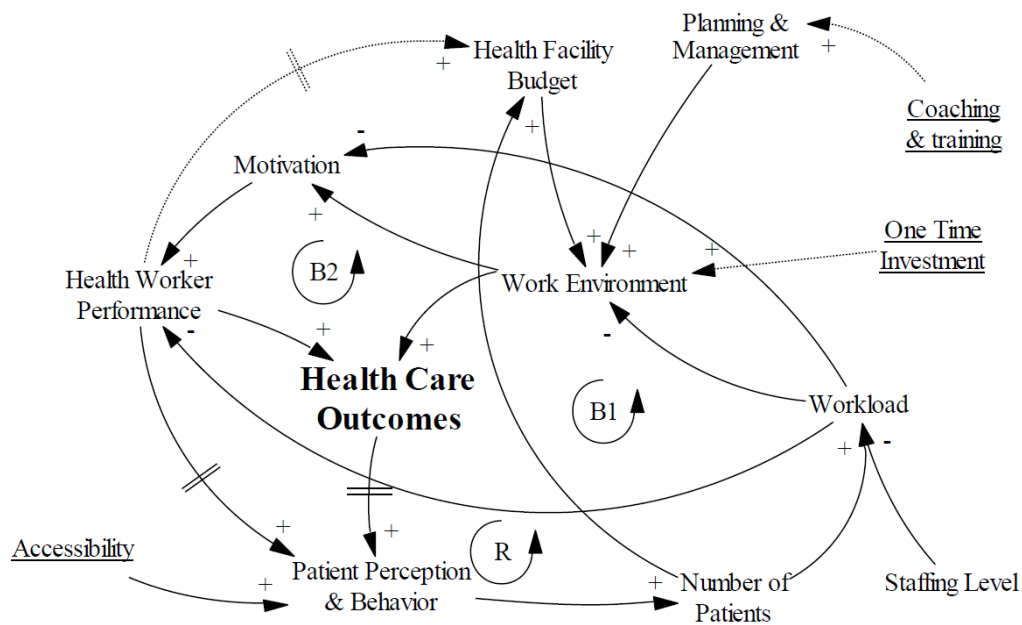 Health Facility
Budget
+
+
Planning &
Management
+
Coaching
& training
-
Motivation
+
One Time
Investment
+
+
+
+
Work Environment
B2
Health Worker
Performance
+
-
+
+
-
Health Care
Outcomes
B1
Workload
+
-
+
+
R
Accessibility
+
Patient Perception
& Behavior
+
Number of
Patients
Staffing Level